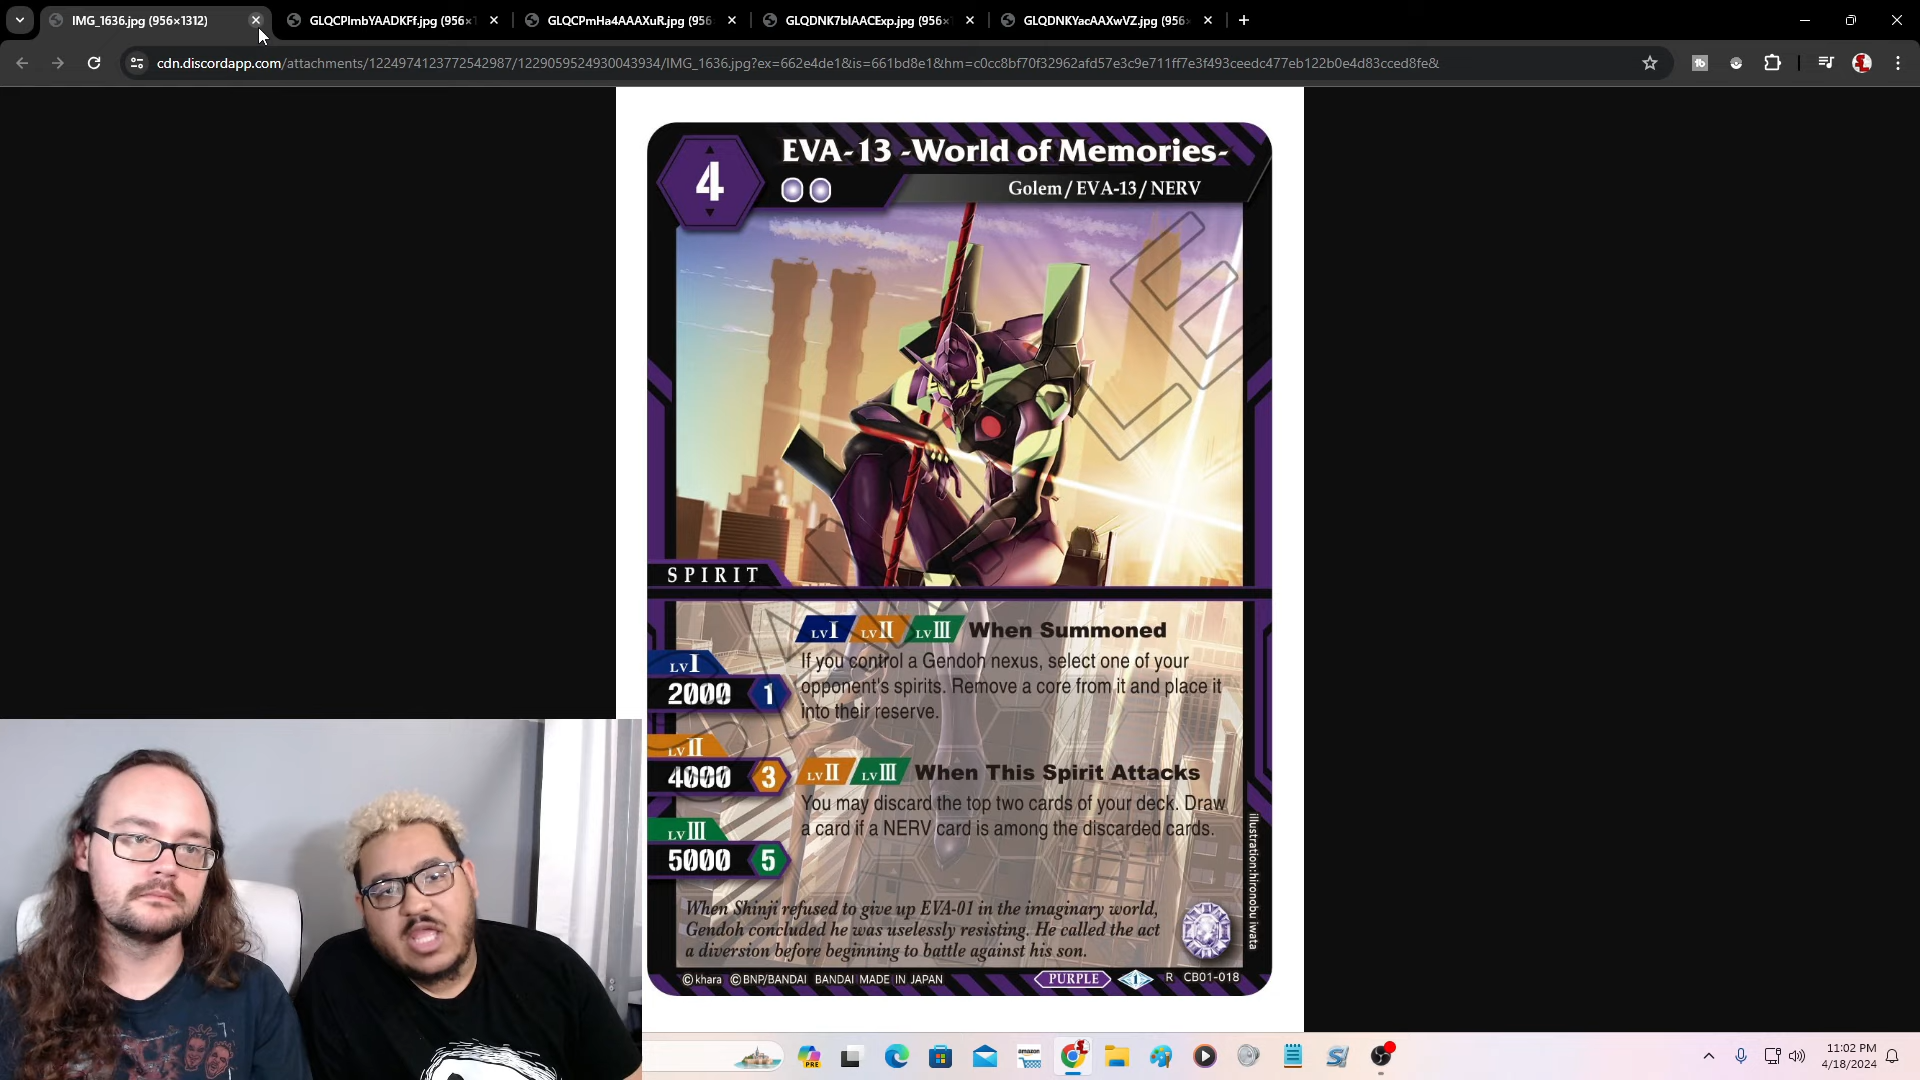 IMG_1636.jpg (956×1312)
GLQCPImbYAADKFf.jpg (956×1
GLQCPmHa4AAAXuR.jpg (956
GLQDNK7bIAACExp.jpg (956×
GLQDNKYacAAXwVZ.jpg (956
cdn.discordapp.com/attachments/1224974123772542987/1229059524930043934/IMG_1636.jpg?ex=662e4de1&is=661bd8e1&hm=c0cc8bf70f32962afd57e3c9e711ff7e3f493ceedc477eb122b0e4d83cced8fe&
4
EVA-13 -World of Memories-
Golem / EVA-13 / NERV
SAMPLE
SPIRIT
LV I LV II LV III When Summoned
If you control a Gendoh nexus, select one of your
opponent's spirits. Remove a core from it and place it
into their reserve.
LV I
2000 1
LV II
4000 3
LV II LV III When This Spirit Attacks
You may discard the top two cards of your deck. Draw
a card if a NERV card is among the discarded cards.
LV III
5000 5
When Shinji refused to give up EVA-01 in the imaginary world,
Gendoh concluded he was uselessly resisting. He called the act
a diversion before beginning to battle against his son.
illustration:hironobu iwata
©khara ©BNP/BANDAI BANDAI MADE IN JAPAN
PURPLE 1 R CB01-018
PRE
amazon
11:02 PM
4/18/2024